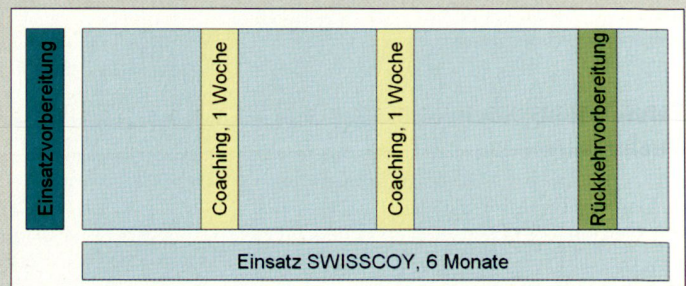 Einsatzvorbereitung
Coaching, 1 Woche
Coaching, 1 Woche
Rückkehrvorbereitung
Einsatz SWISSCOY, 6 Monate